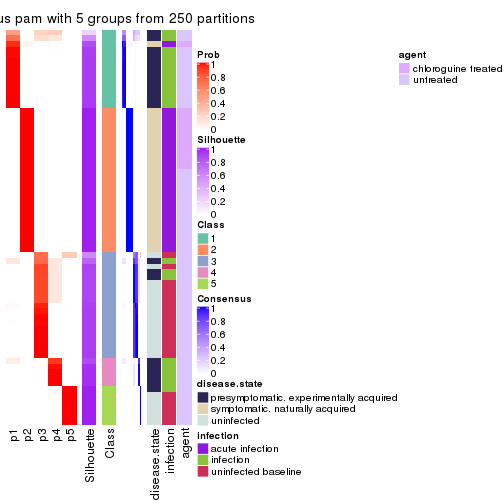 us pam with 5 groups from 250 partitions
Prob
1
0.8
0.6
0.4
0.2
0
Silhouette
1
0.8
0.6
0.4
0.2
0
Class
1
2
3
4
5
Consensus
1
0.8
0.6
0.4
0.2
0
disease.state
presymptomatic. experimentally acquired
symptomatic. naturally acquired
uninfected
infection
acute infection
infection
uninfected baseline
agent
chloroguine treated
untreated
p1
p2
p3
p4
p5
Silhouette
Class
disease.state
infection
agent